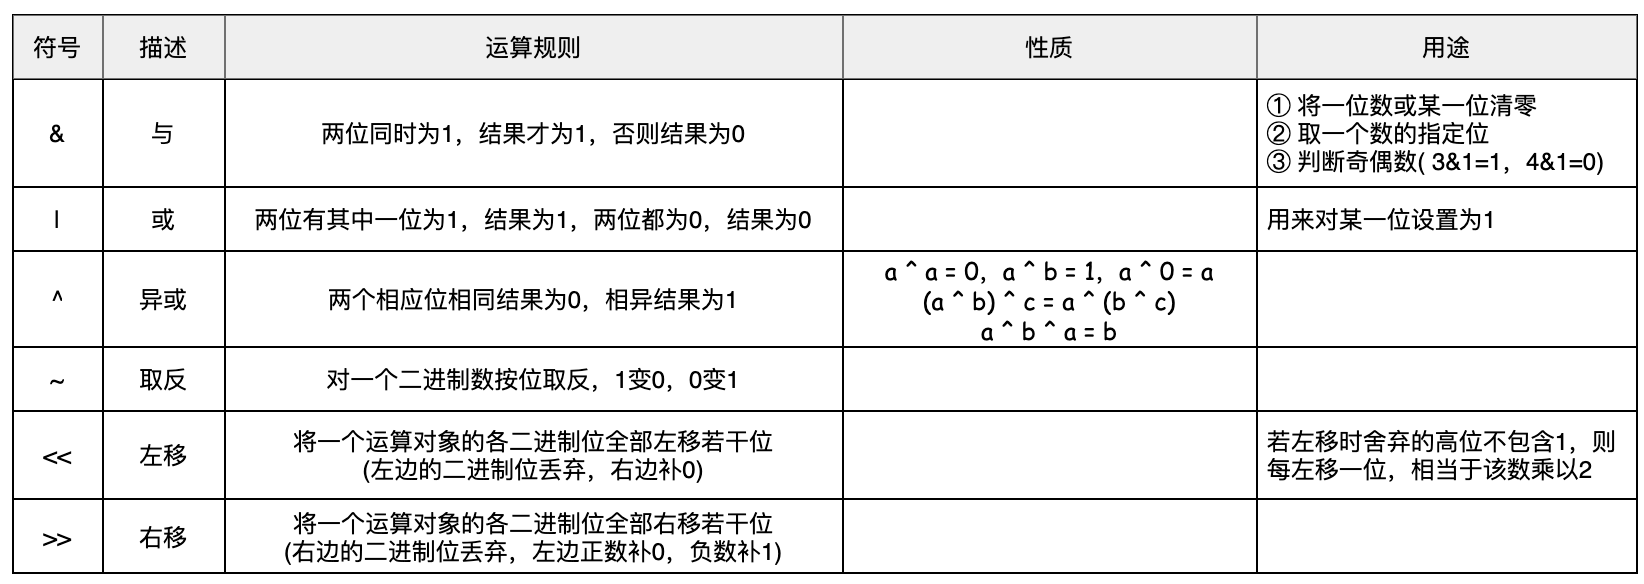 符号 描述 运算规则 性质 用途
& 与 两位同时为1，结果才为1，否则结果为0
① 将一位数或某一位清零
② 取一个数的指定位
③ 判断奇偶数( 3&1=1，4&1=0)
| 或 两位有其中一位为1，结果为1，两位都为0，结果为0 用来对某一位设置为1
^ 异或 两个相应位相同结果为0，相异结果为1
a ^ a = 0，a ^ b = 1，a ^ 0 = a
(a ^ b) ^ c = a ^ (b ^ c)
a ^ b ^ a = b
~ 取反 对一个二进制数按位取反，1变0，0变1
<< 左移
将一个运算对象的各二进制位全部左移若干位
(左边的二进制位丢弃，右边补0)
若左移时舍弃的高位不包含1，则
每左移一位，相当于该数乘以2
>> 右移
将一个运算对象的各二进制位全部右移若干位
(右边的二进制位丢弃，左边正数补0，负数补1)